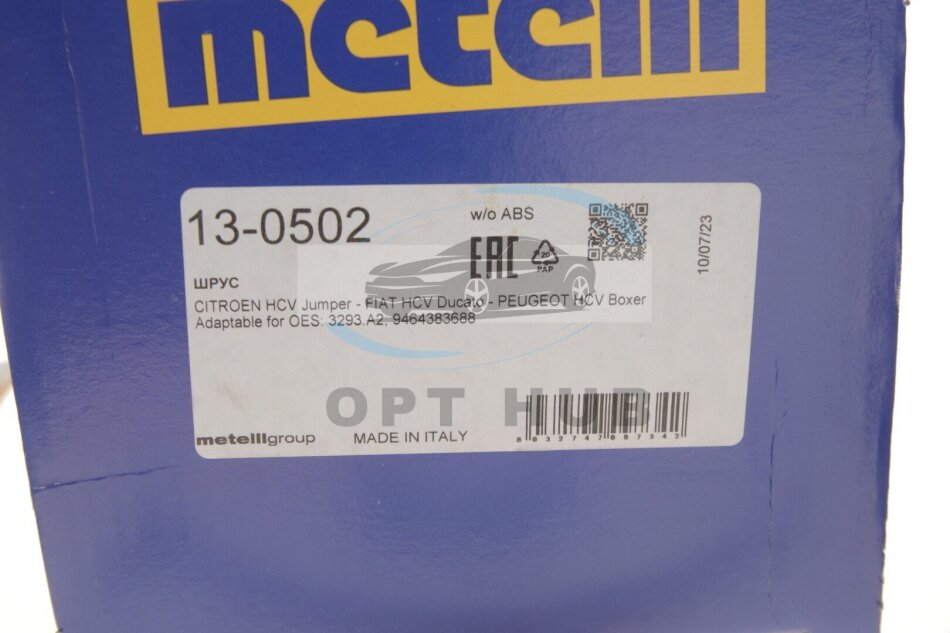 metelli
13-0502
w/o ABS
EAC
20
PAP
10/07/23
ШРУС
CITROEN HCV Jumper - FIAT HCV Ducato - PEUGEOT HCV Boxer
Adaptable for OES: 3293.A2; 9464383688
OPT HUB
metelligroup
MADE IN ITALY
8032747097342